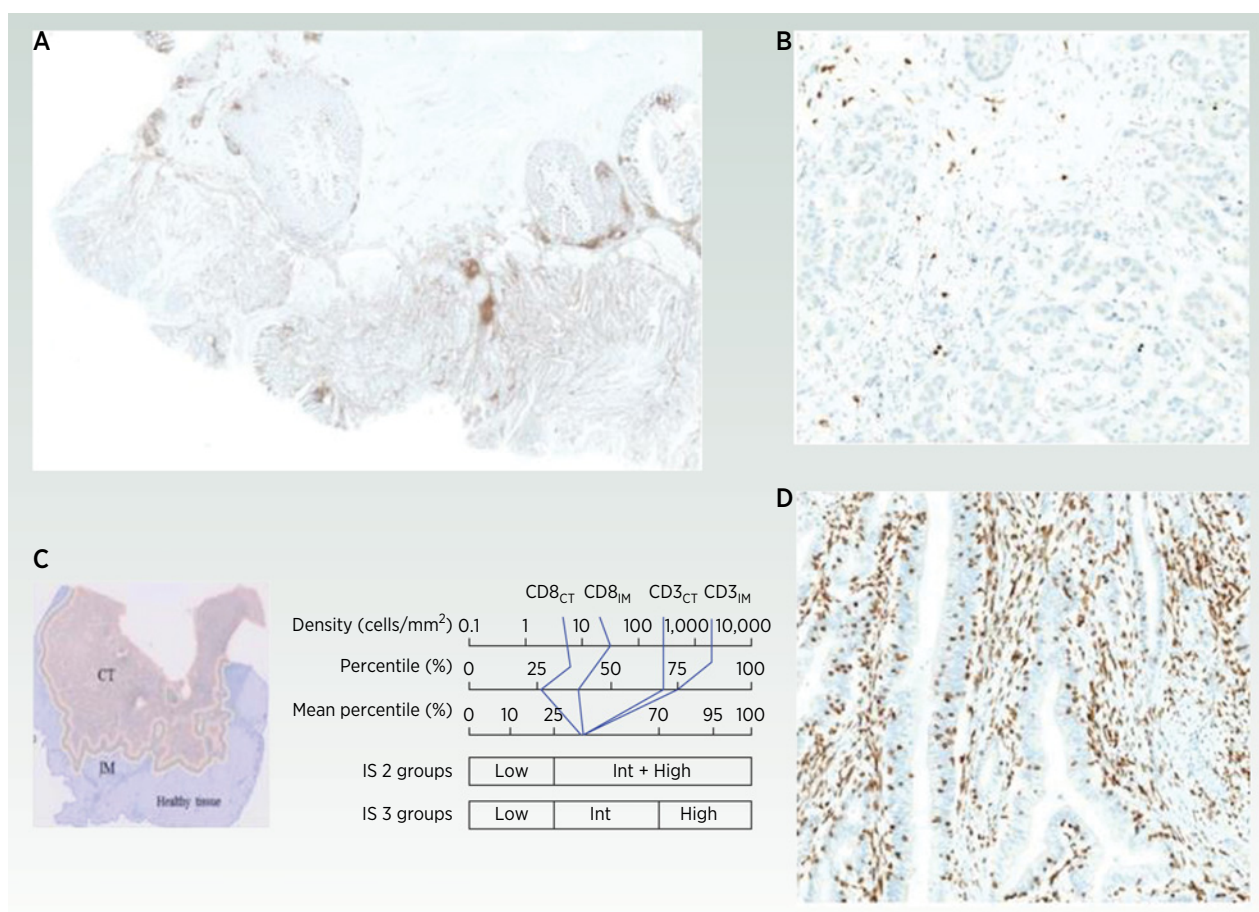 A
B
C
D
CT
IM
Healthy tissue
CD8CT CD8IM CD3CT CD3IM
Density (cells/mm2) 0.1 1 10 100 1,000 10,000
Percentile (%) 0 25 50 75 100
Mean percentile (%) 0 10 25 70 95 100
IS 2 groups Low Int + High
IS 3 groups Low Int High